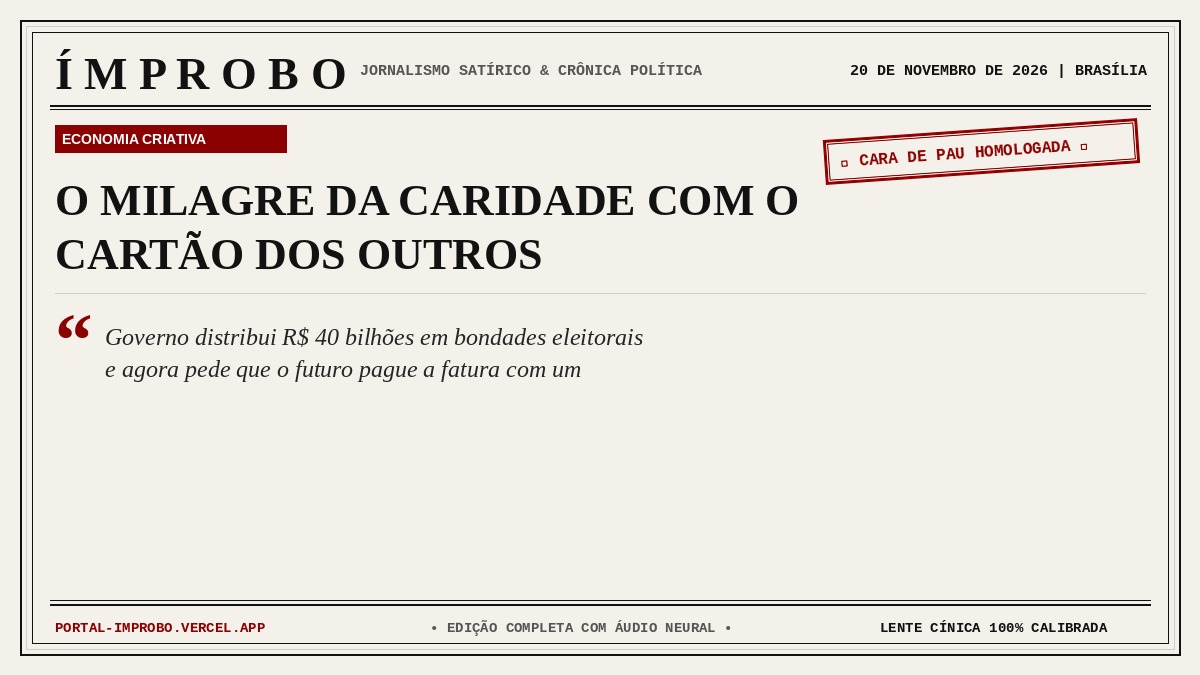 ÍMPROBO JORNALISMO SATÍRICO & CRÔNICA POLÍTICA 20 DE NOVEMBRO DE 2026 | BRASÍLIA
ECONOMIA CRIATIVA
CARA DE PAU HOMOLOGADA
O MILAGRE DA CARIDADE COM O
CARTÃO DOS OUTROS
“ Governo distribui R$ 40 bilhões em bondades eleitorais
e agora pede que o futuro pague a fatura com um
PORTAL-IMPROBO.VERCEL.APP • EDIÇÃO COMPLETA COM ÁUDIO NEURAL • LENTE CÍNICA 100% CALIBRADA